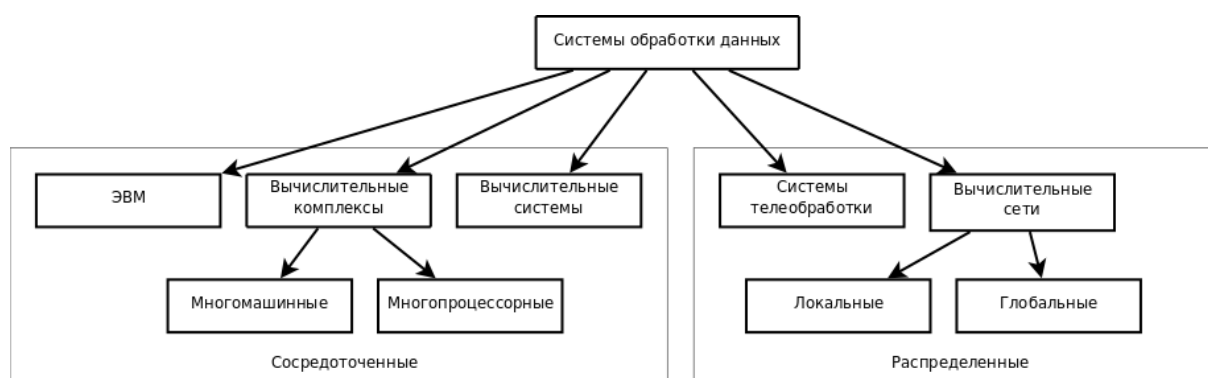 Системы обработки данных
ЭВМ
Вычислительные
комплексы
Вычислительные
системы
Системы
телеобработки
Вычислительные
сети
Многомашинные
Многопроцессорные
Локальные
Глобальные
Сосредоточенные
Распределенные